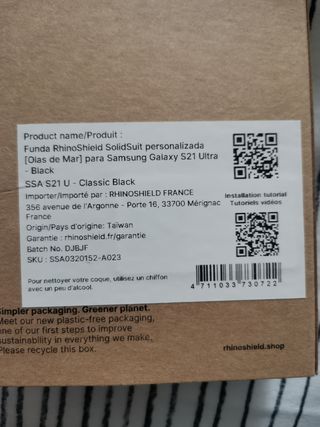 Product name/Produit :
Funda RhinoShield SolidSuit personalizada
[Olas de Mar] para Samsung Galaxy S21 Ultra
- Black
SSA S21 U - Classic Black
Importer/Importé par : RHINOSHIELD FRANCE
356 avenue de l'Argonne - Porte 16, 33700 Mérignac
France
Origin/Pays d'origine: Taïwan
Garantie : rhinoshield.fr/garantie
Batch No. DJBJF
SKU : SSA0320152-A023
Pour nettoyer votre coque, utilisez un chiffon
avec un peu d'alcool.
Installation tutorial
Tutoriels vidéos
4 711033 730722
Simpler packaging. Greener planet.
Meet our new plastic-free packaging,
one of our first steps to improve
sustainability in everything we make.
Please recycle this box.
rhinoshield.shop